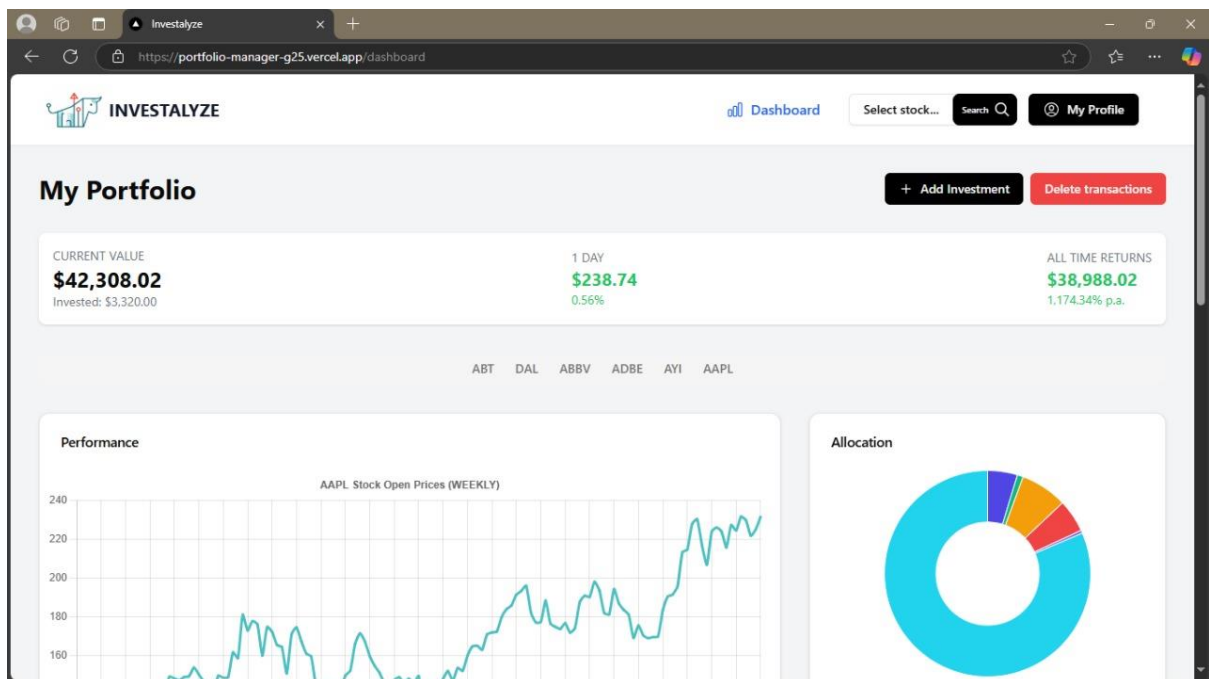 Investalyze
https://portfolio-manager-g25.vercel.app/dashboard
INVESTALYZE
Dashboard
Select stock...
Search
My Profile
My Portfolio
+ Add Investment
Delete transactions
CURRENT VALUE
1 DAY
ALL TIME RETURNS
$42,308.02
$238.74
$38,988.02
Invested: $3,320.00
0.56%
1,174.34% p.a.
ABT DAL ABBV ADBE AYI AAPL
Performance
Allocation
AAPL Stock Open Prices (WEEKLY)
240
220
200
180
160